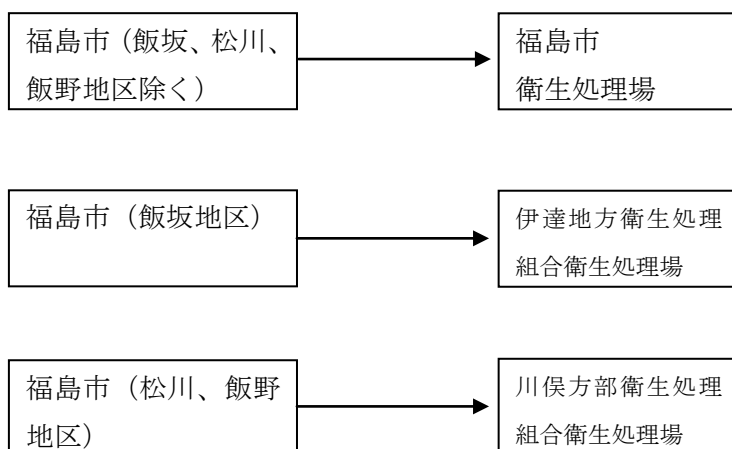 福島市（飯坂、松川、
飯野地区除く）
福島市
衛生処理場
福島市（飯坂地区）
伊達地方衛生処理
組合衛生処理場
福島市（松川、飯野
地区）
川俣方部衛生処理
組合衛生処理場